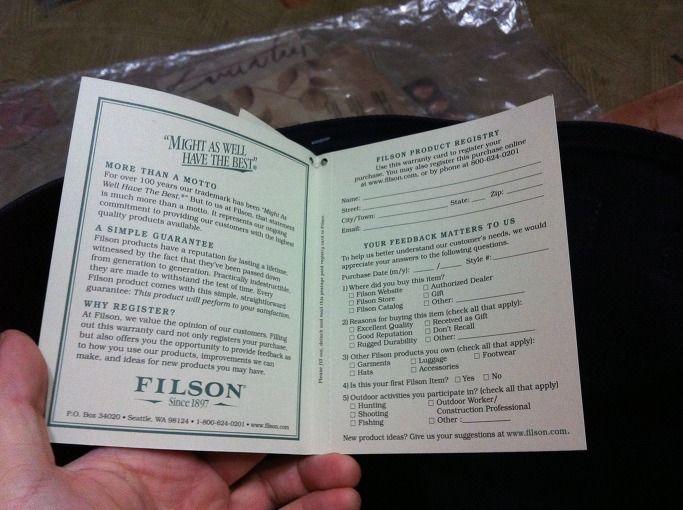 "MIGHT AS WELL
HAVE THE BEST"®
MORE THAN A MOTTO
For over 100 years our trademark has been "Might As
Well Have The Best."® But to us at Filson, that statement
is much more than a motto. It represents our ongoing
commitment to providing our customers with the highest
quality products available.
A SIMPLE GUARANTEE
Filson products have a reputation for lasting a lifetime,
witnessed by the fact that they've been passed down
from generation to generation. Practically indestructible,
they are made to withstand the test of time. Every
Filson product comes with this simple, straightforward
guarantee: This product will perform to your satisfaction.
WHY REGISTER?
At Filson, we value the opinion of our customers. Filling
out this warranty card not only registers your purchase,
but also offers you the opportunity to provide feedback as
to how you use our products, improvements we can
make, and ideas for new products you may have.
FILSON
Since 1897
P.O. Box 34020 • Seattle, WA 98124 • 1-800-624-0201 • www.filson.com
Please fill out, detach and mail this postage paid registry card to Filson.
FILSON PRODUCT REGISTRY
Use this warranty card to register your
purchase. You may also register this purchase online
at www.filson.com, or by phone at 800-624-0201
Name:
Street:
City/Town: State: Zip:
Email:
YOUR FEEDBACK MATTERS TO US
To help us better understand our customer's needs, we would
appreciate your answers to the following questions.
Purchase Date (m/y): / Style #:
1) Where did you buy this item?
□ Filson Website □ Authorized Dealer
□ Filson Store □ Gift
□ Filson Catalog □ Other:
2) Reasons for buying this item (check all that apply):
□ Excellent Quality □ Received as Gift
□ Good Reputation □ Don't Recall
□ Rugged Durability □ Other:
3) Other Filson products you own (check all that apply):
□ Garments □ Luggage □ Footwear
□ Hats □ Accessories
4) Is this your first Filson Item? □ Yes □ No
5) Outdoor activities you participate in? (check all that apply)
□ Hunting □ Outdoor Worker/
□ Shooting Construction Professional
□ Fishing □ Other :
New product ideas? Give us your suggestions at www.filson.com.